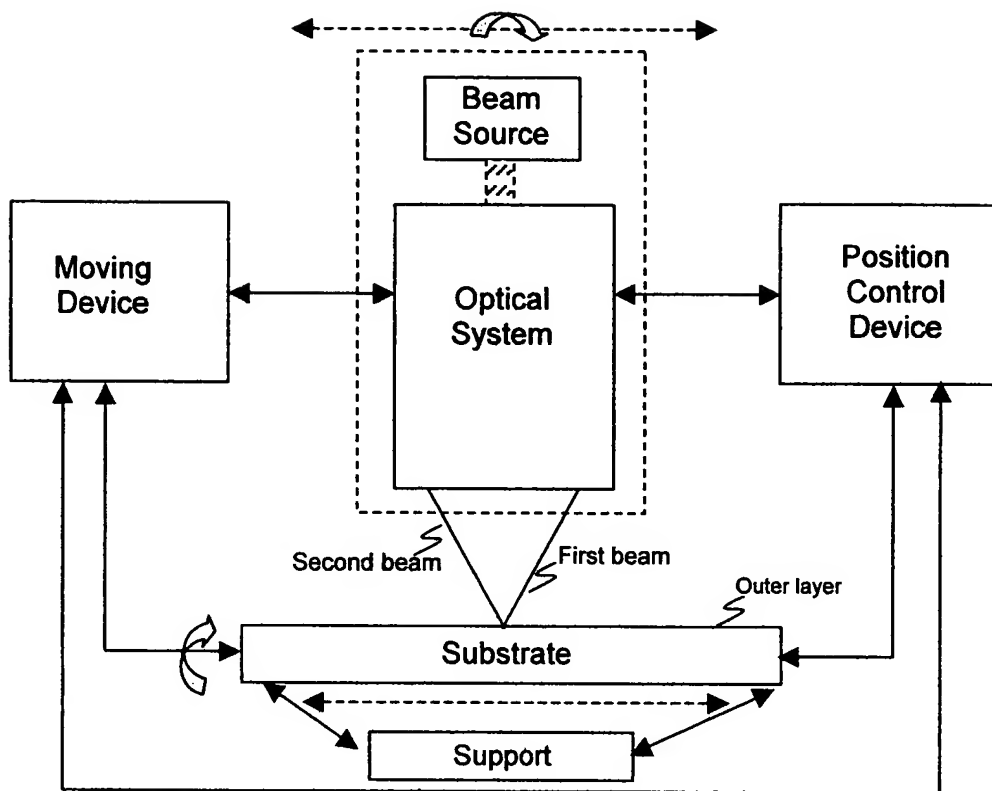 Beam
Source
Moving
Device
Optical
System
Position
Control
Device
Second beam
First beam
Outer layer
Substrate
Support